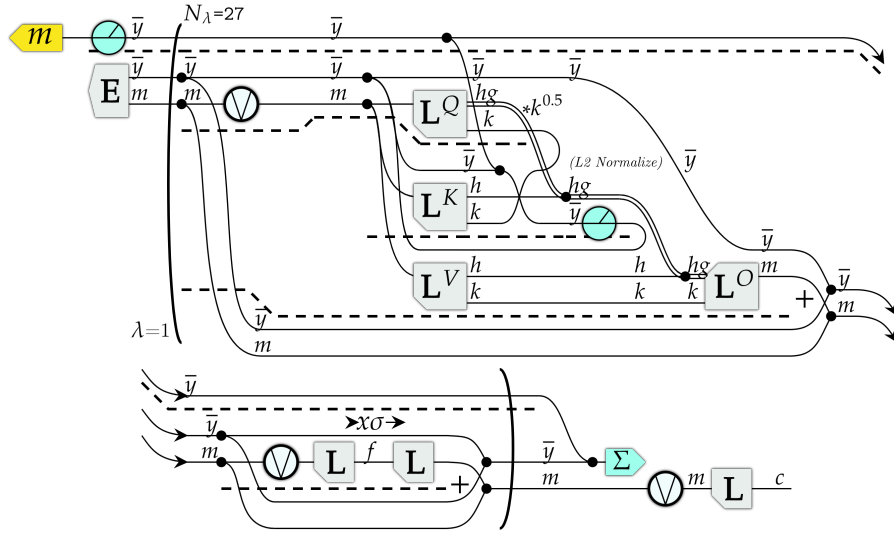 N_λ=27
m y̅ y̅
E y̅ y̅ y̅ y̅ y̅
m m m L^Q hg *k^0.5
k
y̅ (L2 Normalize) y̅
L^K h hg
k y̅
y̅
L^V h h hg L^O m y̅
k k k + m
λ=1 y̅
m
y̅
y̅ xσ
m L f L y̅ Σ
+ m m L c